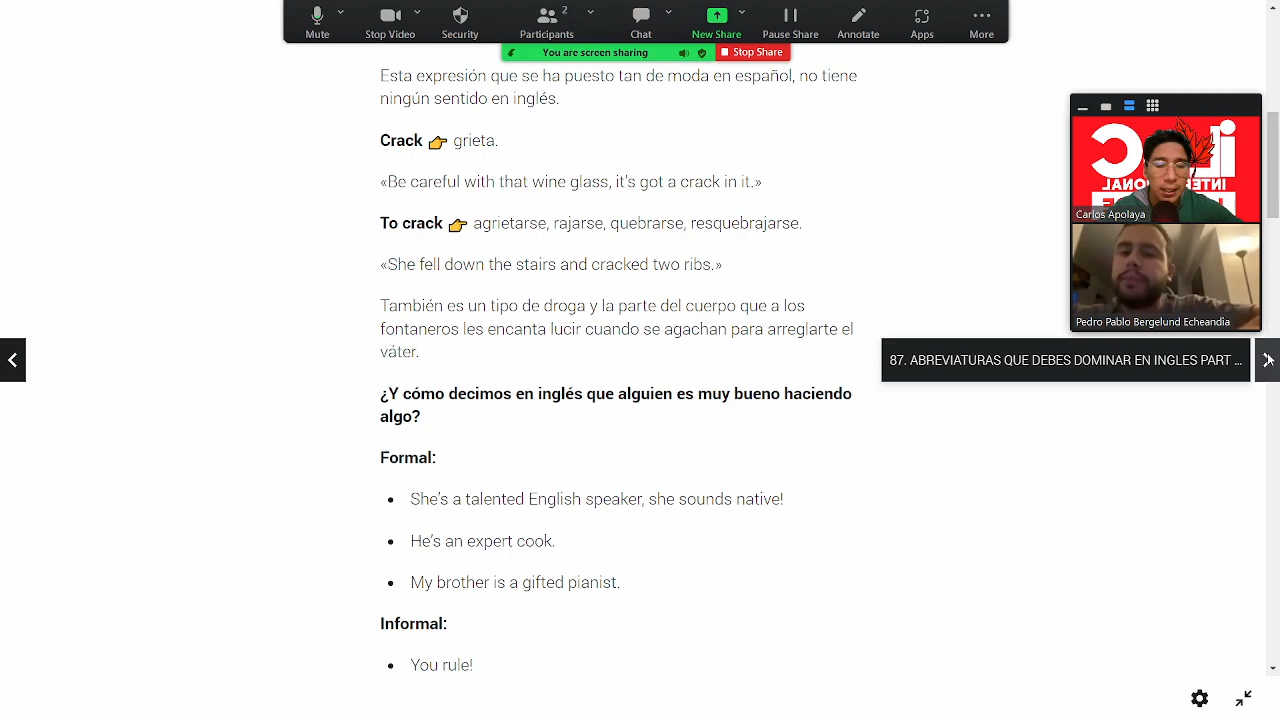 Mute
Stop Video
Security
2
Participants
Chat
New Share
Pause Share
Annotate
Apps
More
You are screen sharing
Stop Share
Esta expresión que se ha puesto tan de moda en español, no tiene
ningún sentido en inglés.
Crack 👉 grieta.
«Be careful with that wine glass, it's got a crack in it.»
To crack 👉 agrietarse, rajarse, quebrarse, resquebrajarse.
«She fell down the stairs and cracked two ribs.»
También es un tipo de droga y la parte del cuerpo que a los
fontaneros les encanta lucir cuando se agachan para arreglarte el
váter.
¿Y cómo decimos en inglés que alguien es muy bueno haciendo
algo?
Formal:
• She's a talented English speaker, she sounds native!
• He's an expert cook.
• My brother is a gifted pianist.
Informal:
• You rule!
Carlos Apolaya
Pedro Pablo Bergelund Echeandia
87. ABREVIATURAS QUE DEBES DOMINAR EN INGLES PART ...